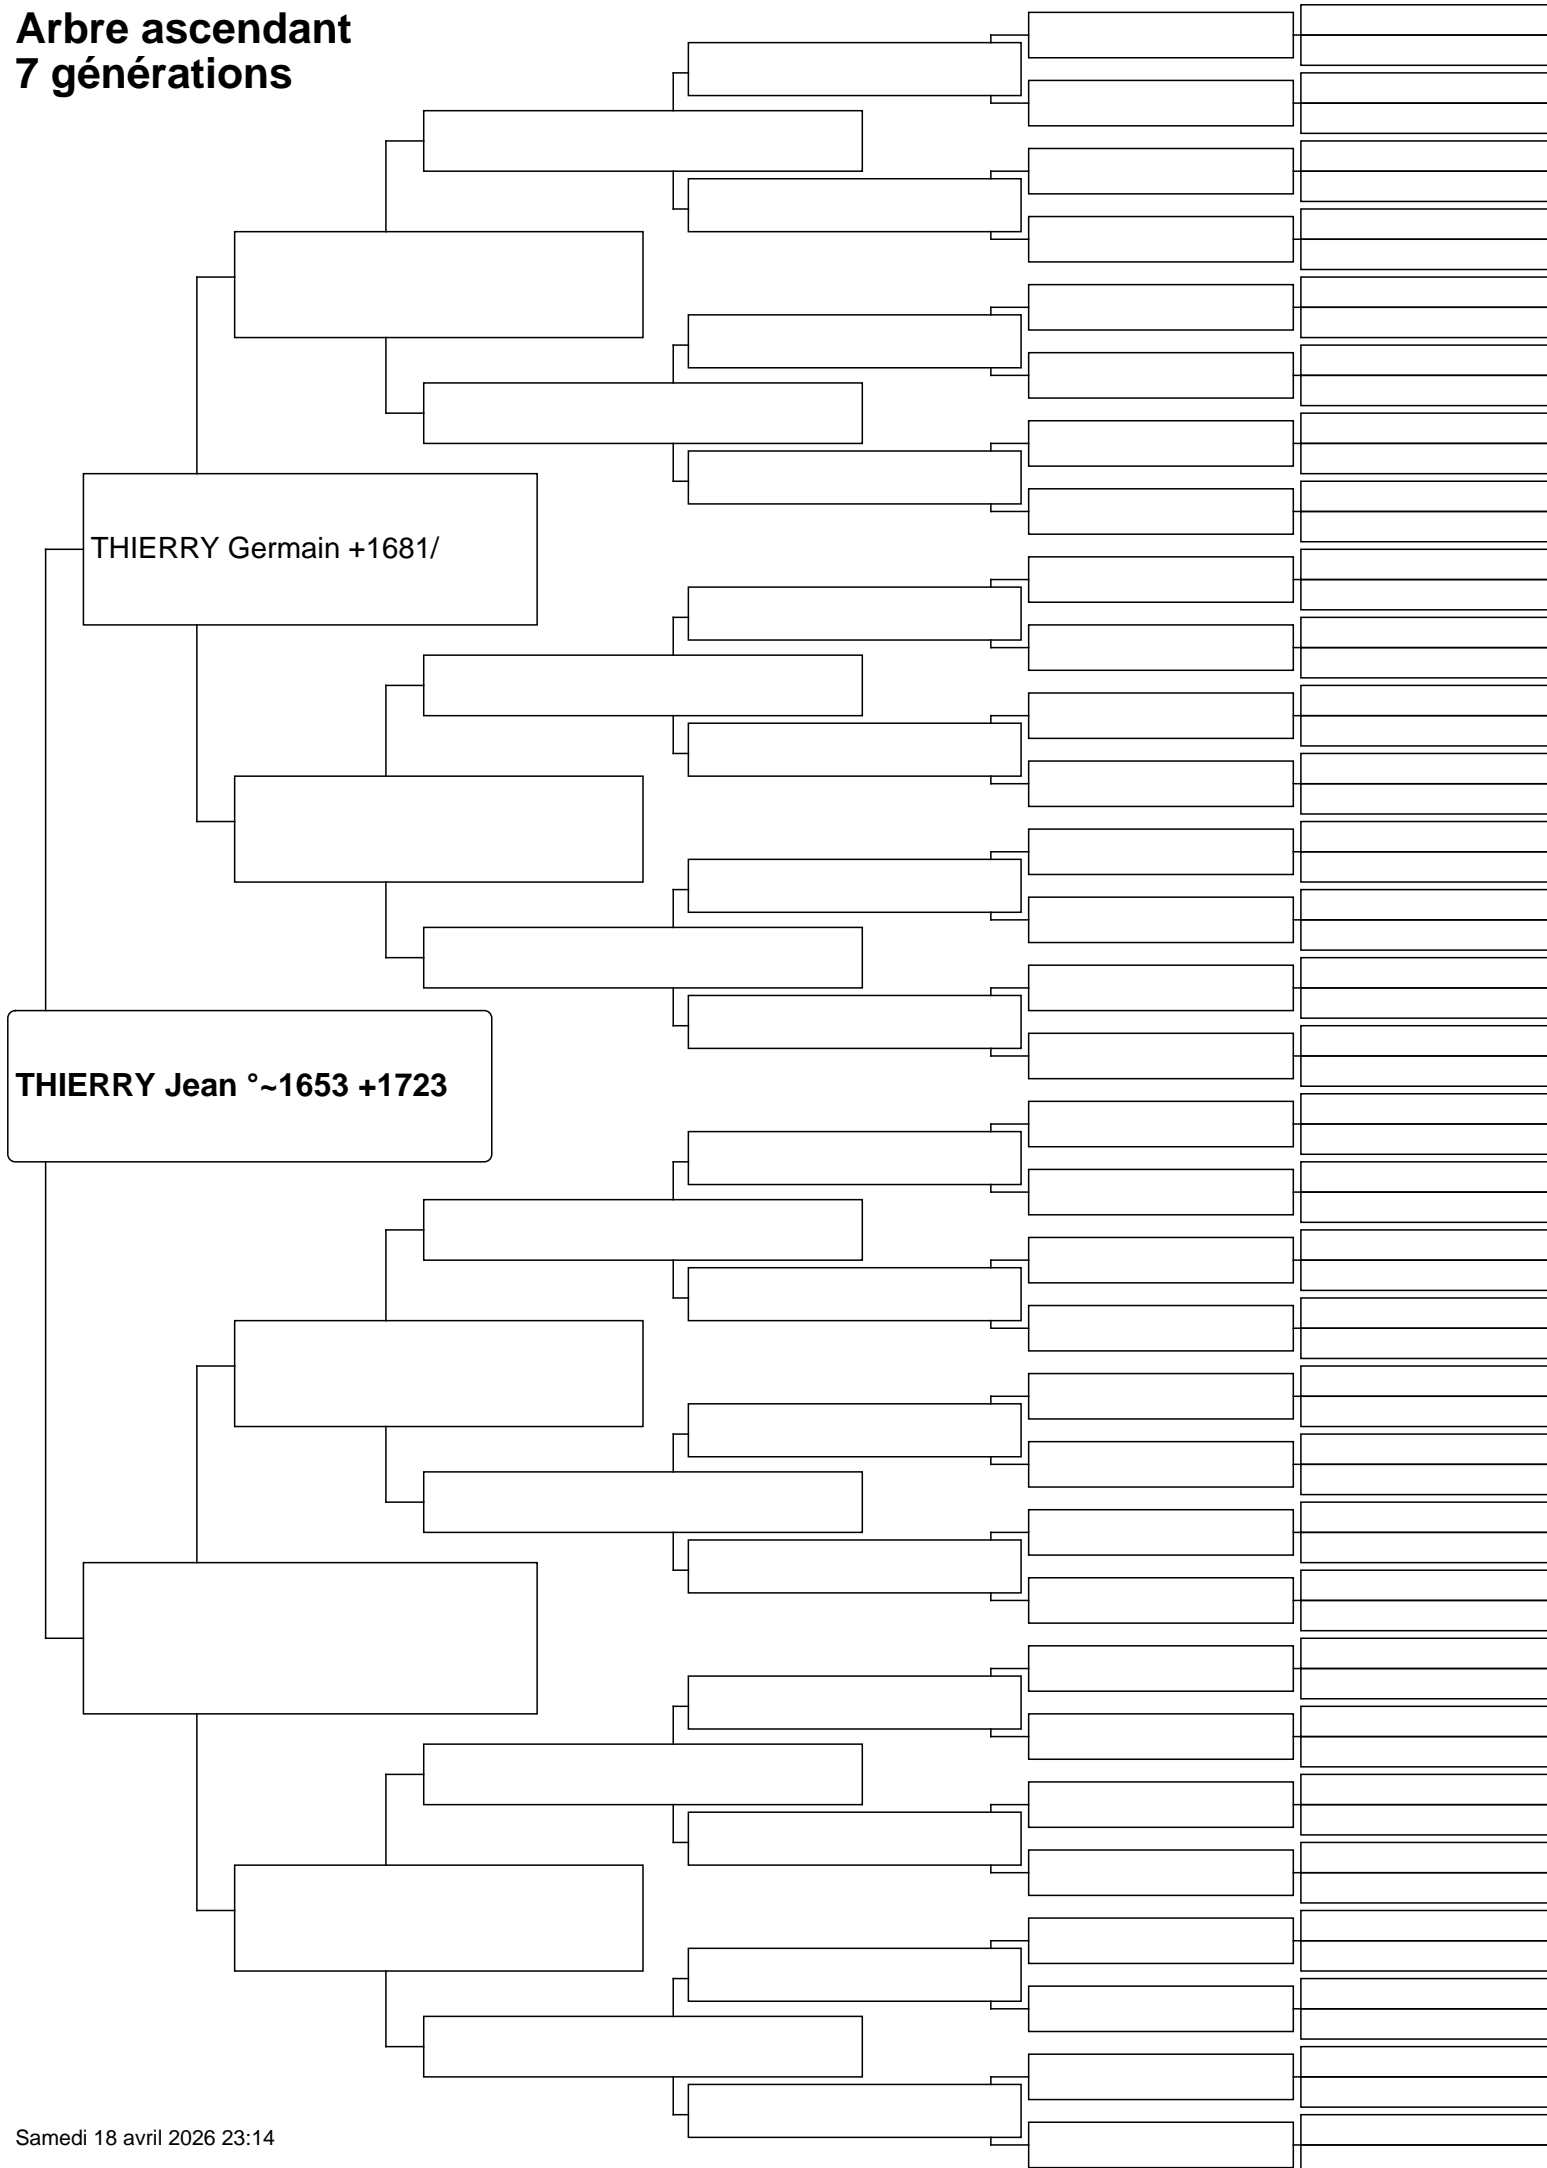 Arbre ascendant
7 générations
THIERRY Germain +1681/
THIERRY Jean °~1653 +1723
Samedi 18 avril 2026 23:14